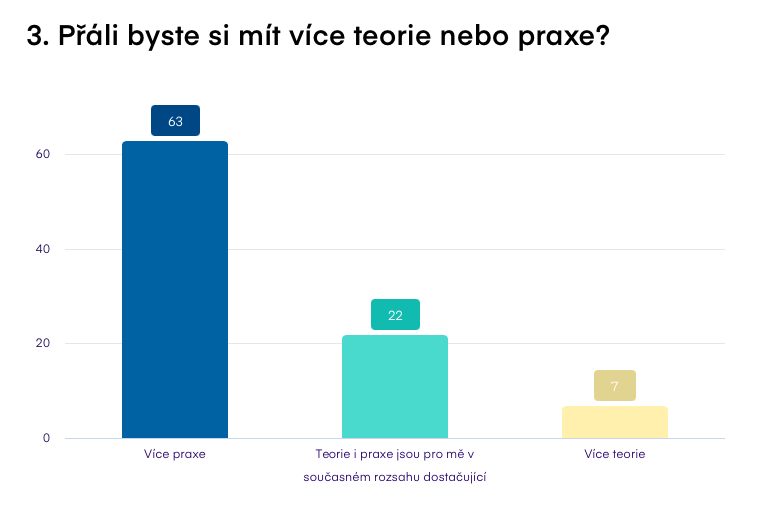 3. Přáli byste si mít více teorie nebo praxe?
63
60
40
22
20
7
0
Více praxe
Teorie i praxe jsou pro mě v
současném rozsahu dostačující
Více teorie